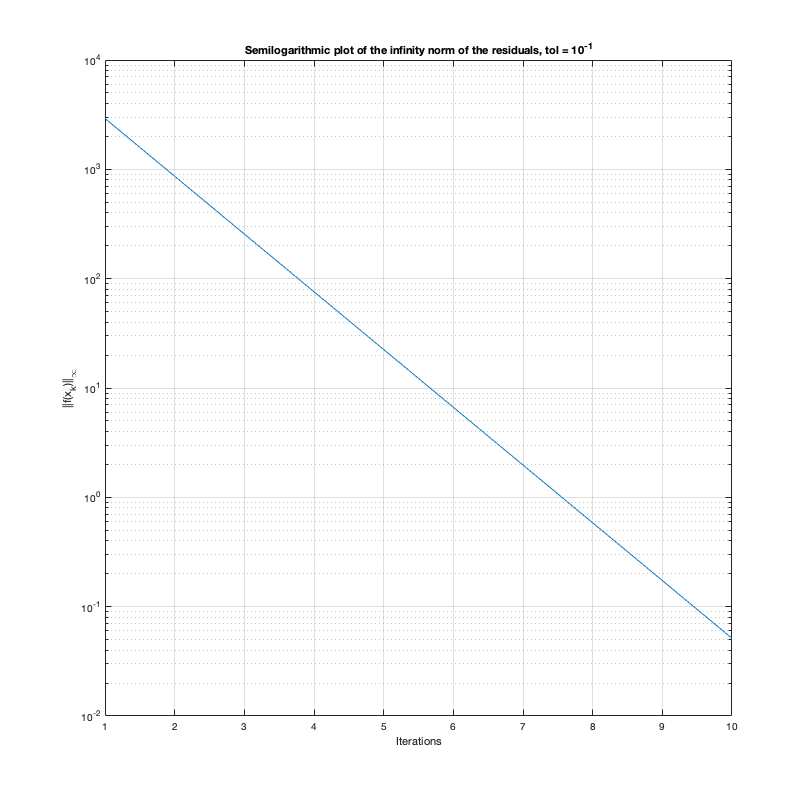 Semilogarithmic plot of the infinity norm of the residuals, tol = 10^-1
10^4
10^3
10^2
10^1
10^0
10^-1
10^-2
||f(x_k)||_∞
1 2 3 4 5 6 7 8 9 10
Iterations